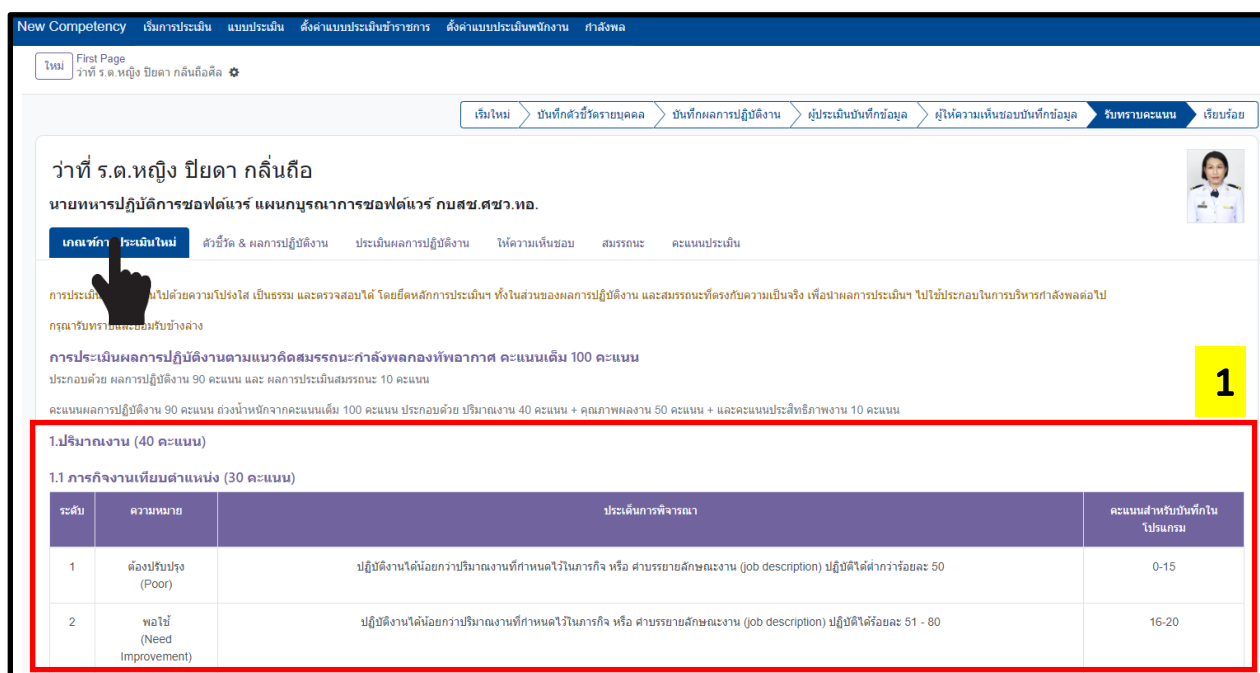 New Competency เริ่มการประเมิน แบบประเมิน ตั้งค่าแบบประเมินข้าราชการ ตั้งค่าแบบประเมินพนักงาน กำลังพล
ใหม่ First Page
ว่าที่ ร.ต.หญิง ปิยดา กลิ่นถือศีล
เริ่มใหม่ บันทึกตัวชี้วัดรายบุคคล บันทึกผลการปฏิบัติงาน ผู้ประเมินบันทึกข้อมูล ผู้ให้ความเห็นชอบบันทึกข้อมูล รับทราบคะแนน เรียบร้อย
ว่าที่ ร.ต.หญิง ปิยดา กลิ่นถือ
นายทหารปฏิบัติการซอฟต์แวร์ แผนกบูรณาการซอฟต์แวร์ กบสซ.ศซว.ทอ.
เกณฑ์การประเมินใหม่ ตัวชี้วัด & ผลการปฏิบัติงาน ประเมินผลการปฏิบัติงาน ให้ความเห็นชอบ สมรรถนะ คะแนนประเมิน
การประเมิน นไปด้วยความโปร่งใส เป็นธรรม และตรวจสอบได้ โดยยึดหลักการประเมินฯ ทั้งในส่วนของผลการปฏิบัติงาน และสมรรถนะที่ตรงกับความเป็นจริง เพื่อนำผลการประเมินฯ ไปใช้ประกอบในการบริหารกำลังพลต่อไป
กรุณารับทราบและยอมรับข้างล่าง
การประเมินผลการปฏิบัติงานตามแนวคิดสมรรถนะกำลังพลกองทัพอากาศ คะแนนเต็ม 100 คะแนน
ประกอบด้วย ผลการปฏิบัติงาน 90 คะแนน และ ผลการประเมินสมรรถนะ 10 คะแนน
1
คะแนนผลการปฏิบัติงาน 90 คะแนน ถ่วงน้ำหนักจากคะแนนเต็ม 100 คะแนน ประกอบด้วย ปริมาณงาน 40 คะแนน + คุณภาพผลงาน 50 คะแนน + และคะแนนประสิทธิภาพงาน 10 คะแนน
1.ปริมาณงาน (40 คะแนน)
1.1 ภารกิจงานเทียบตำแหน่ง (30 คะแนน)
ระดับ ความหมาย ประเด็นการพิจารณา คะแนนสำหรับบันทึกใน
โปรแกรม
1 ต้องปรับปรุง ปฏิบัติงานได้น้อยกว่าปริมาณงานที่กำหนดไว้ในภารกิจ หรือ คำบรรยายลักษณะงาน (job description) ปฏิบัติได้ต่ำกว่าร้อยละ 50 0-15
(Poor)
2 พอใช้ ปฏิบัติงานได้น้อยกว่าปริมาณงานที่กำหนดไว้ในภารกิจ หรือ คำบรรยายลักษณะงาน (job description) ปฏิบัติได้ร้อยละ 51 - 80 16-20
(Need
Improvement)